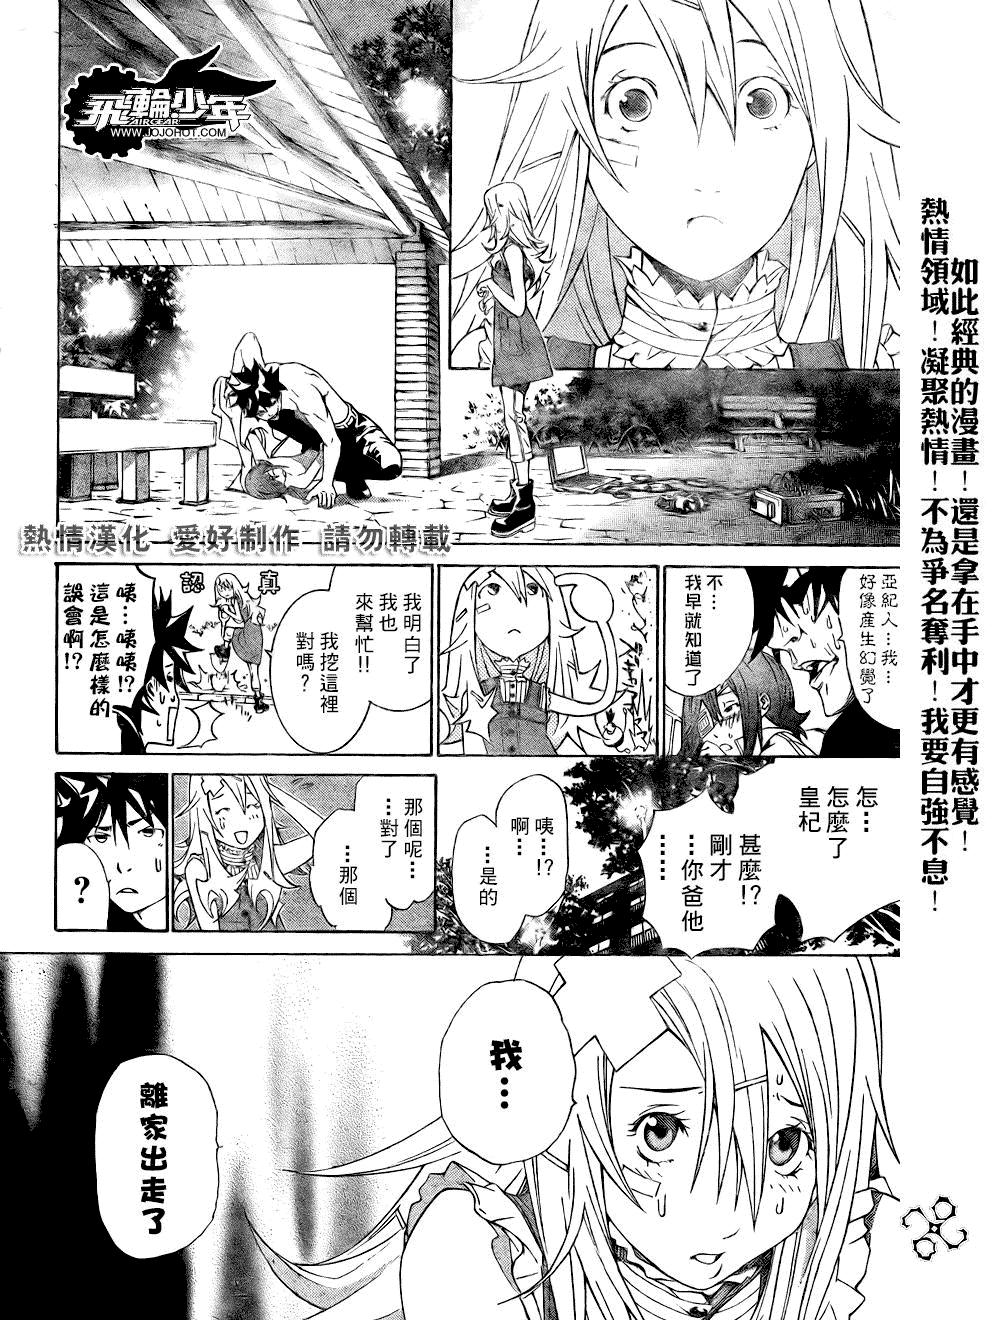 飛輪少年
AIRGEAR
WWW.JOJOHOT.COM
如此經典的漫畫！還是拿在手中才更有感覺！
熱情領域！凝聚熱情！不為爭名奪利！我要自強不息！
熱情漢化 愛好制作 請勿轉載
亞紀人…我…
好像產生幻覺了
不…
我早就知道了
我明白了
我也
來幫忙!!
我挖這裡
對嗎？
認真
咦…咦咦!?
這是怎麼樣的
誤會啊!?
怎…
怎麼了
皇杞
甚麼!?
剛才
…你爸他
……
咦…!?
啊…
…是的
那個呢…
…對了
…那個
？
我…
離家出走了